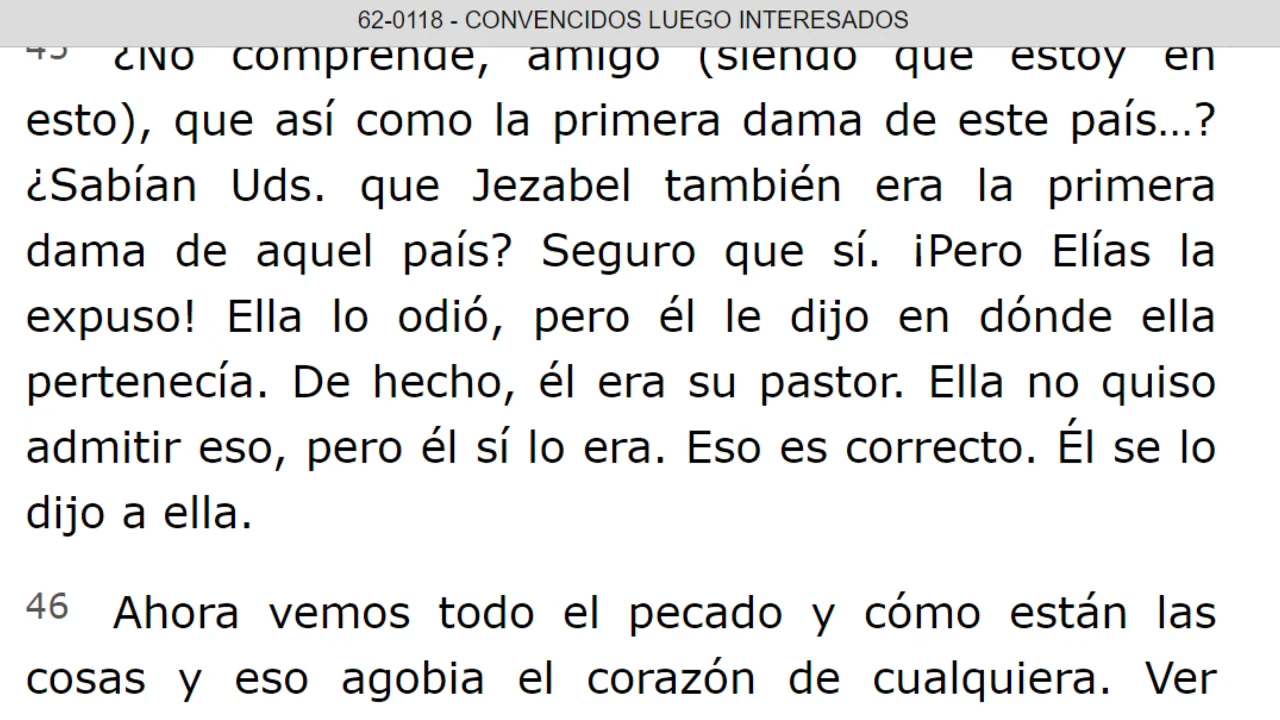 62-0118 - CONVENCIDOS LUEGO INTERESADOS
45 ¿No comprende, amigo (siendo que estoy en
esto), que así como la primera dama de este país...?
¿Sabían Uds. que Jezabel también era la primera
dama de aquel país? Seguro que sí. ¡Pero Elías la
expuso! Ella lo odió, pero él le dijo en dónde ella
pertenecía. De hecho, él era su pastor. Ella no quiso
admitir eso, pero él sí lo era. Eso es correcto. Él se lo
dijo a ella.
46 Ahora vemos todo el pecado y cómo están las
cosas y eso agobia el corazón de cualquiera. Ver